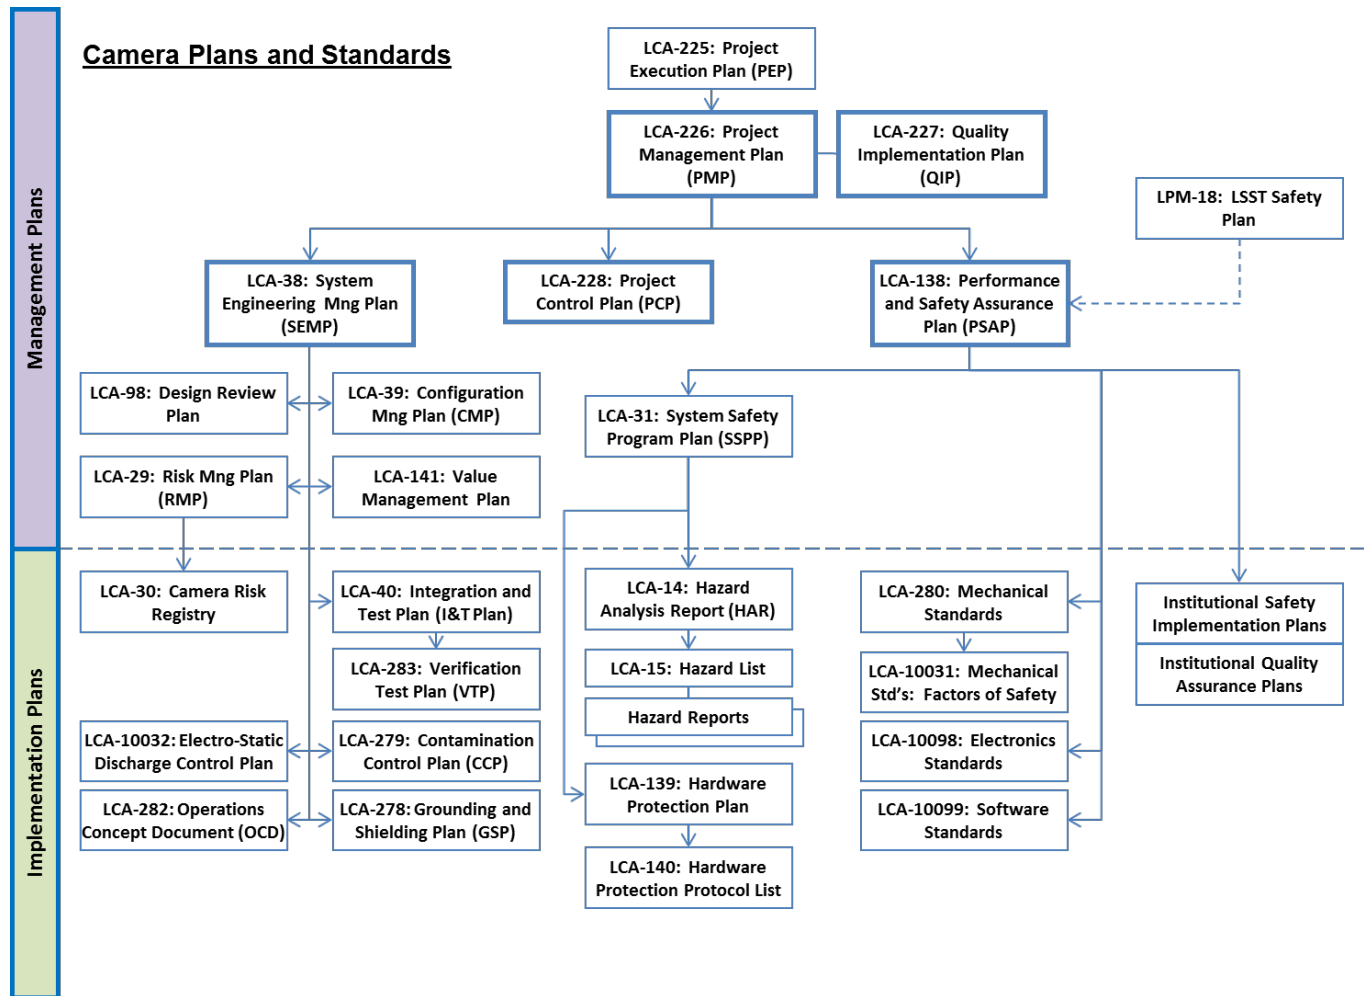 Camera Plans and Standards
Management Plans
Implementation Plans
LCA-225: Project
Execution Plan (PEP)
LCA-226: Project
Management Plan
(PMP)
LCA-227: Quality
Implementation Plan
(QIP)
LPM-18: LSST Safety
Plan
LCA-38: System
Engineering Mng Plan
(SEMP)
LCA-228: Project
Control Plan (PCP)
LCA-138: Performance
and Safety Assurance
Plan (PSAP)
LCA-98: Design Review
Plan
LCA-39: Configuration
Mng Plan (CMP)
LCA-31: System Safety
Program Plan (SSPP)
LCA-29: Risk Mng Plan
(RMP)
LCA-141: Value
Management Plan
LCA-30: Camera Risk
Registry
LCA-40: Integration and
Test Plan (I&T Plan)
LCA-283: Verification
Test Plan (VTP)
LCA-10032: Electro-Static
Discharge Control Plan
LCA-279: Contamination
Control Plan (CCP)
LCA-282: Operations
Concept Document (OCD)
LCA-278: Grounding and
Shielding Plan (GSP)
LCA-14: Hazard
Analysis Report (HAR)
LCA-15: Hazard List
Hazard Reports
LCA-139: Hardware
Protection Plan
LCA-140: Hardware
Protection Protocol List
LCA-280: Mechanical
Standards
LCA-10031: Mechanical
Std's: Factors of Safety
LCA-10098: Electronics
Standards
LCA-10099: Software
Standards
Institutional Safety
Implementation Plans
Institutional Quality
Assurance Plans